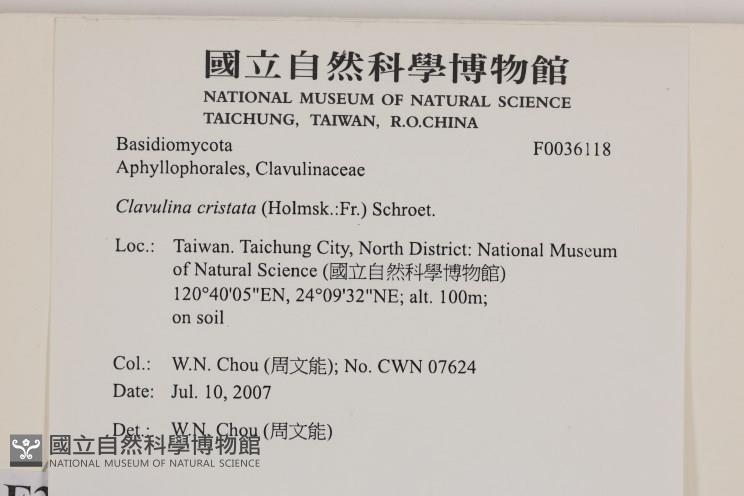 國立自然科學博物館
NATIONAL MUSEUM OF NATURAL SCIENCE
TAICHUNG, TAIWAN, R.O.CHINA
Basidiomycota F0036118
Aphyllophorales, Clavulinaceae
Clavulina cristata (Holmsk.:Fr.) Schroet.
Loc.: Taiwan. Taichung City, North District: National Museum
of Natural Science (國立自然科學博物館)
120°40'05"EN, 24°09'32"NE; alt. 100m;
on soil
Col.: W.N. Chou (周文能); No. CWN 07624
Date: Jul. 10, 2007
Det.: W.N. Chou (周文能)
國立自然科學博物館
NATIONAL MUSEUM OF NATURAL SCIENCE